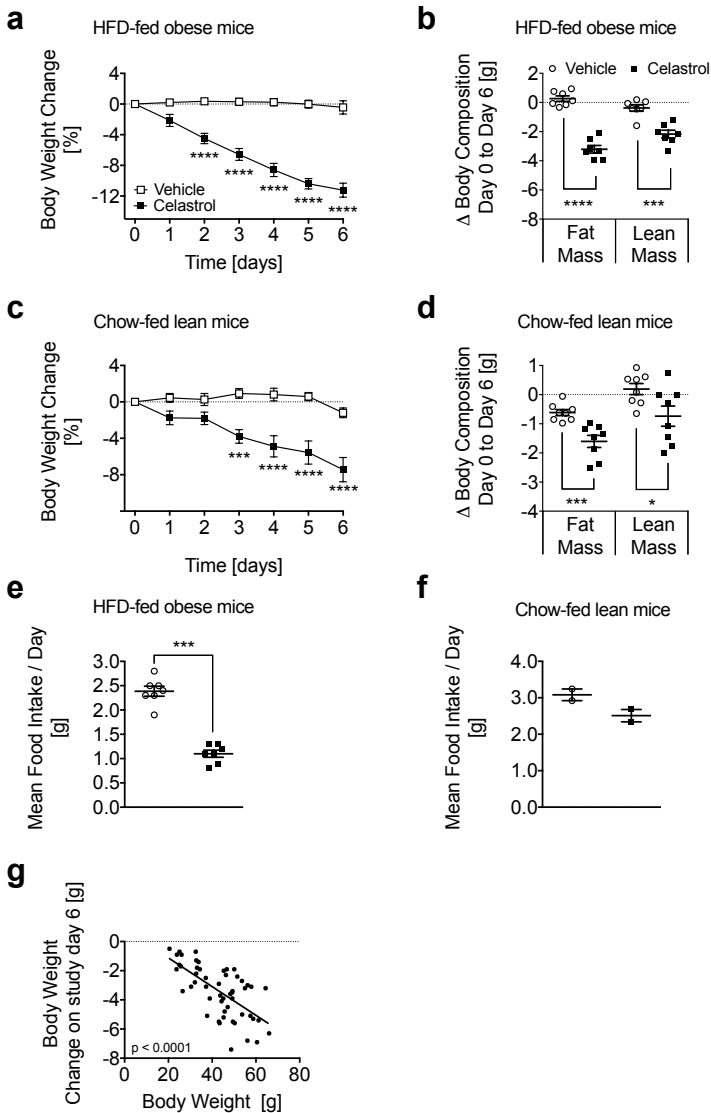 a
HFD-fed obese mice
Body Weight Change
[%]
4
0
-4
-8
-12
Vehicle
Celastrol
****
****
****
****
****
0 1 2 3 4 5 6
Time [days]
b
HFD-fed obese mice
Vehicle Celastrol
Δ Body Composition
Day 0 to Day 6 [g]
2
0
-2
-4
-6
-8
**** ***
Fat Lean
Mass Mass
c
Chow-fed lean mice
Body Weight Change
[%]
4
0
-4
-8
***
****
****
****
0 1 2 3 4 5 6
Time [days]
d
Chow-fed lean mice
Δ Body Composition
Day 0 to Day 6 [g]
1
0
-1
-2
-3
-4
*** *
Fat Lean
Mass Mass
e
HFD-fed obese mice
Mean Food Intake / Day
[g]
***
3.0
2.5
2.0
1.5
1.0
0.5
0.0
f
Chow-fed lean mice
Mean Food Intake / Day
[g]
4.0
3.0
2.0
1.0
0.0
g
Body Weight
Change on study day 6 [g]
0
-2
-4
-6
-8
p < 0.0001
0 20 40 60 80
Body Weight [g]